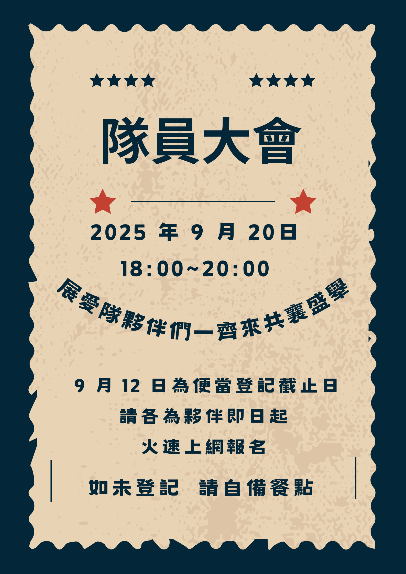 隊員大會
2025 年 9 月 20日
18:00~20:00
展愛隊夥伴們一齊來共襄盛舉
9 月 12 日為便當登記截止日
請各為夥伴即日起
火速上網報名
如未登記 請自備餐點